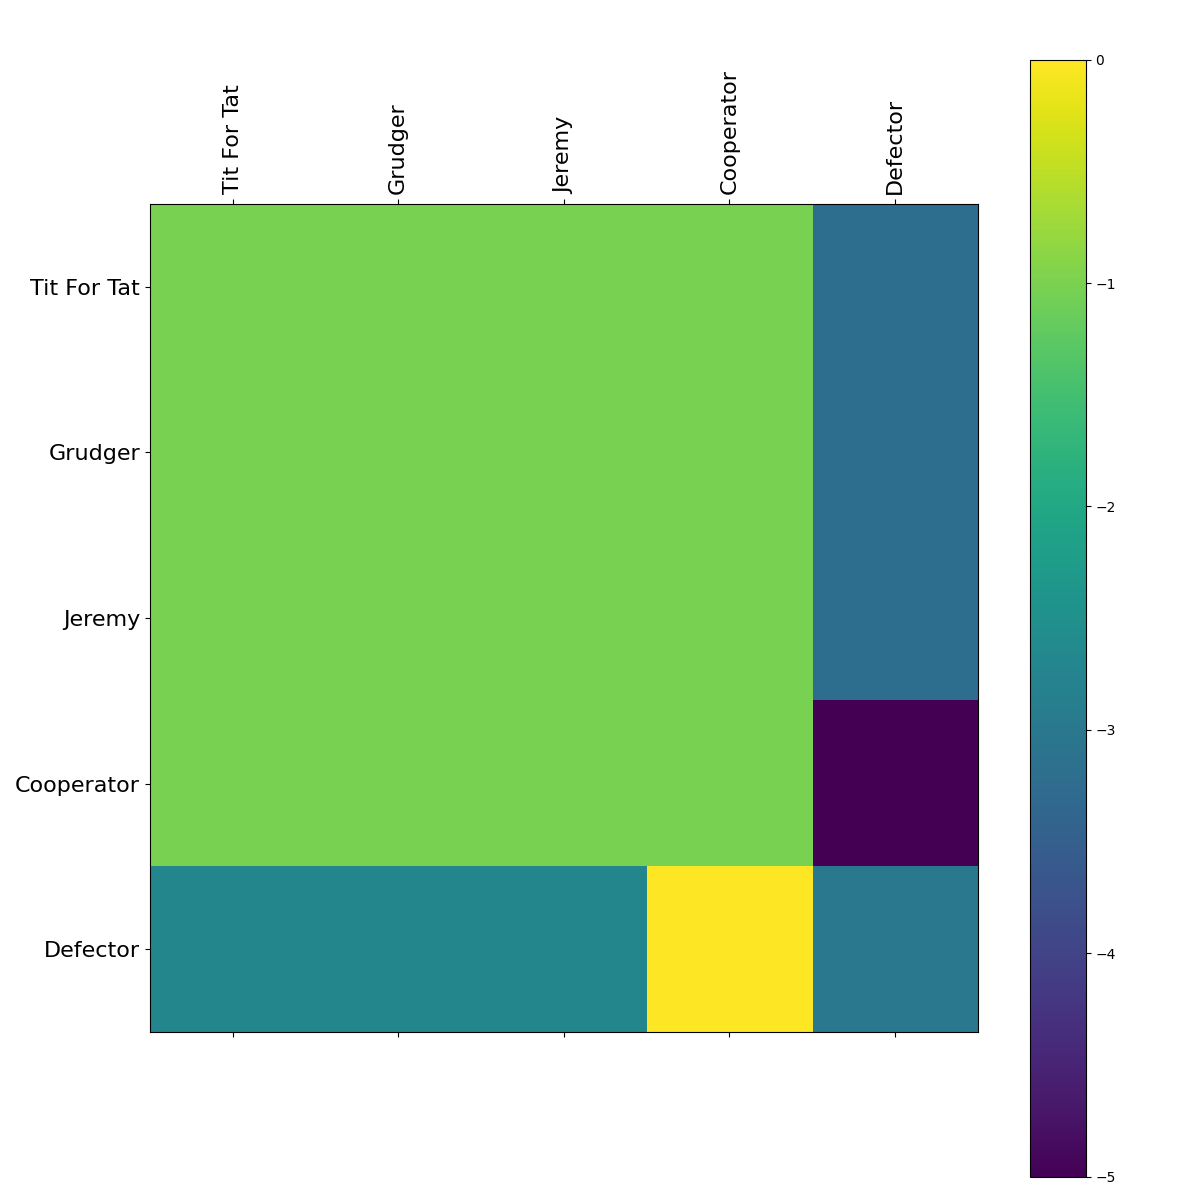 Tit For Tat
Grudger
Jeremy
Cooperator
Defector
Tit For Tat
Grudger
Jeremy
Cooperator
Defector
0
−1
−2
−3
−4
−5